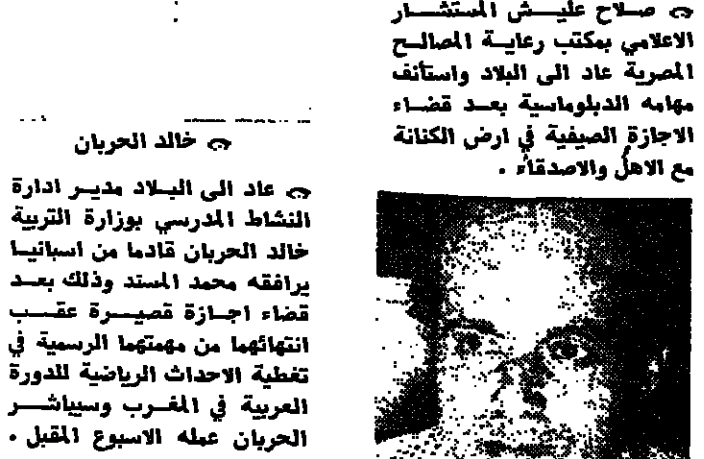 صلاح عليش المستشار
الاعلامي بمكتب رعاية المصالح
المصرية عاد الى البلاد واستأنف
مهامه الدبلوماسية بعد قضاء
الاجازة الصيفية في ارض الكنانة
مع الاهل والاصدقاء .
خالد الحربان
عاد الى البلاد مدير ادارة
النشاط المدرسي بوزارة التربية
خالد الحربان قادما من اسبانيا
يرافقه محمد المسند وذلك بعد
قضاء اجازة قصيرة عقب
انتهائهما من مهمتهما الرسمية في
تغطية الاحداث الرياضية للدورة
العربية في المغرب وسيباشر
الحربان عمله الاسبوع المقبل .